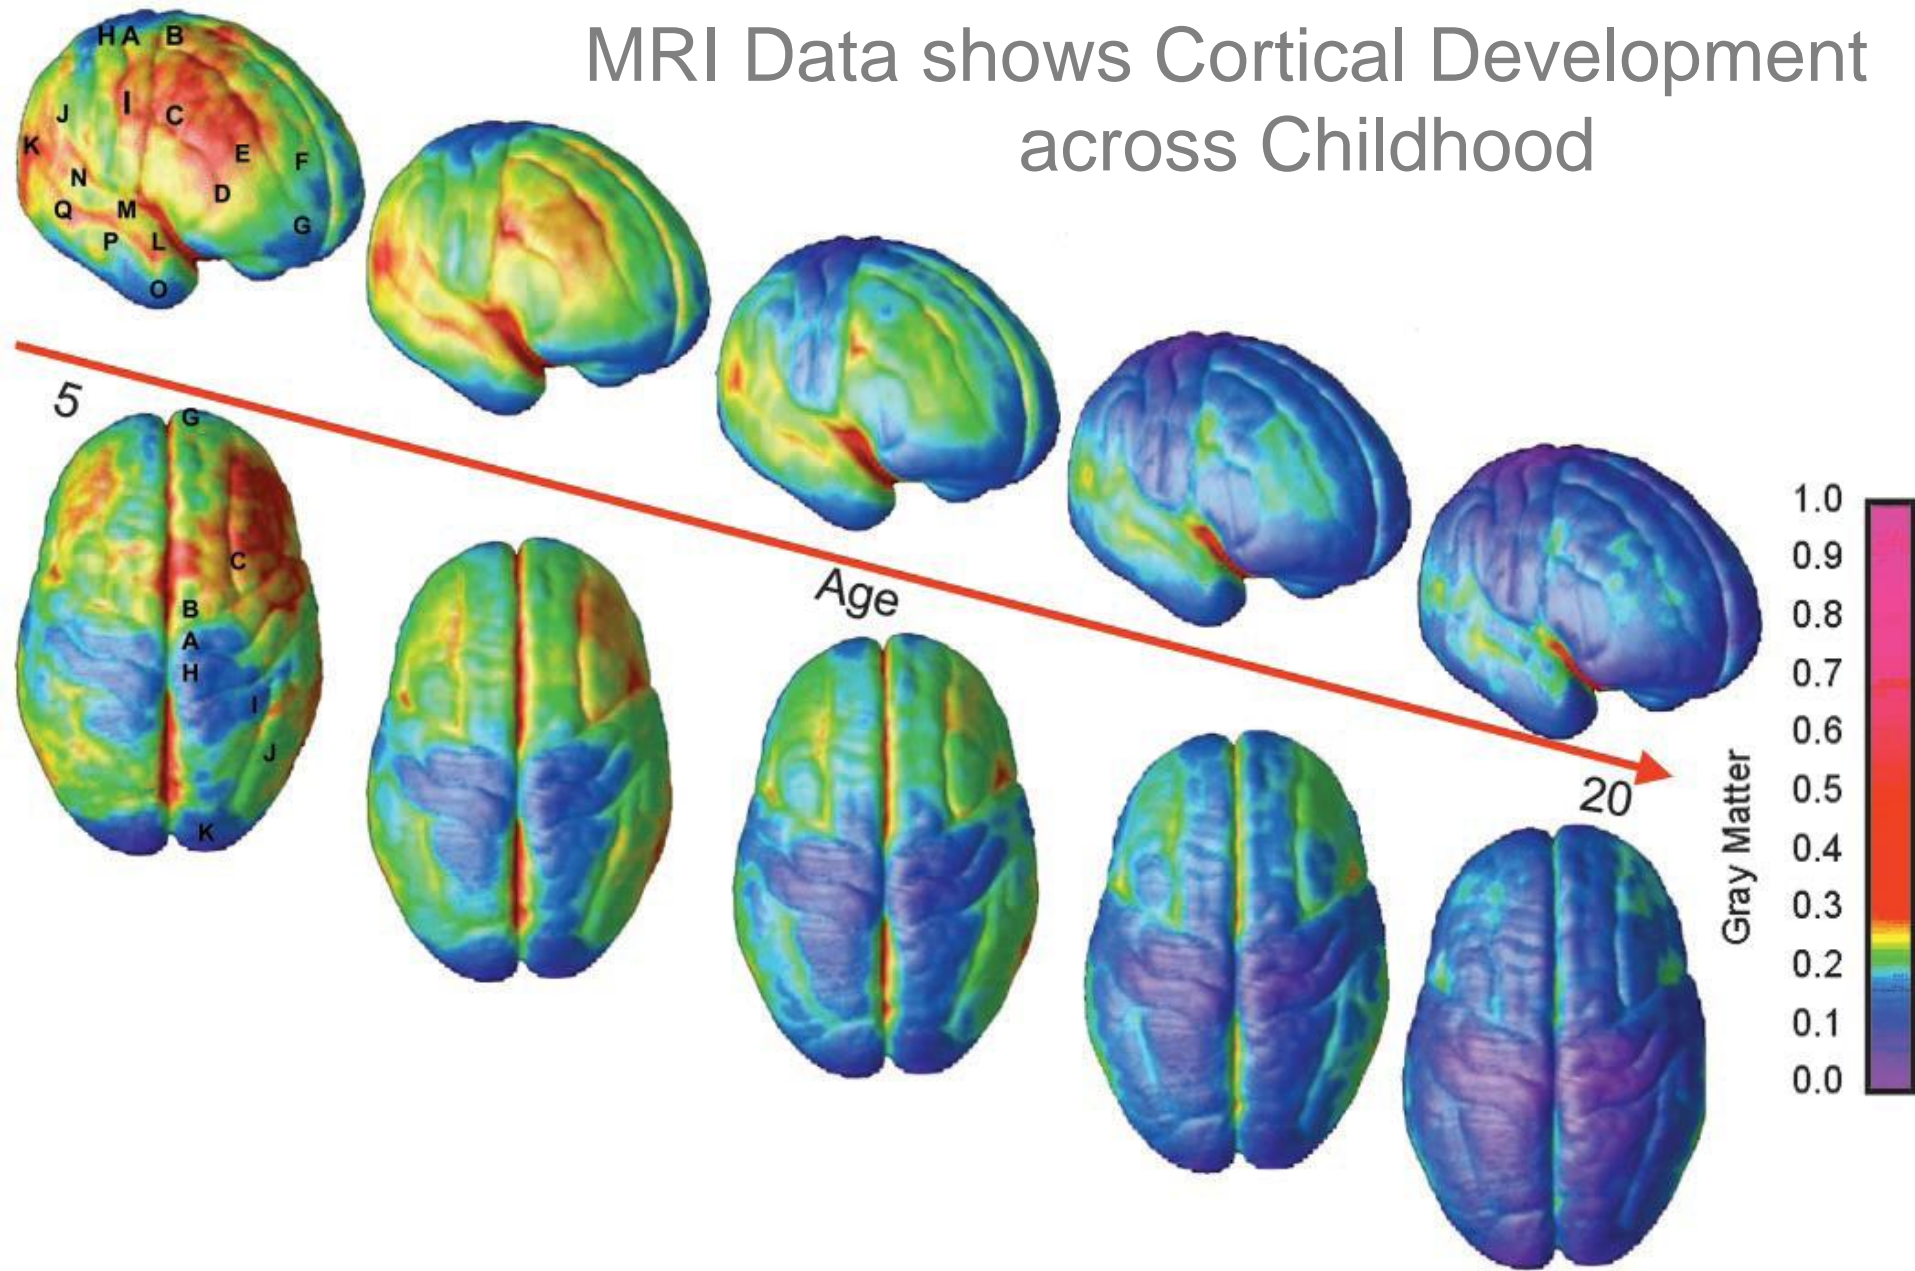 MRI Data shows Cortical Development
across Childhood
H A B
I C
J
K
E F
N
D
Q M
G
P L
O
5
G
C
B
A
H
I
J
K
Age
20
Gray Matter
1.0
0.9
0.8
0.7
0.6
0.5
0.4
0.3
0.2
0.1
0.0